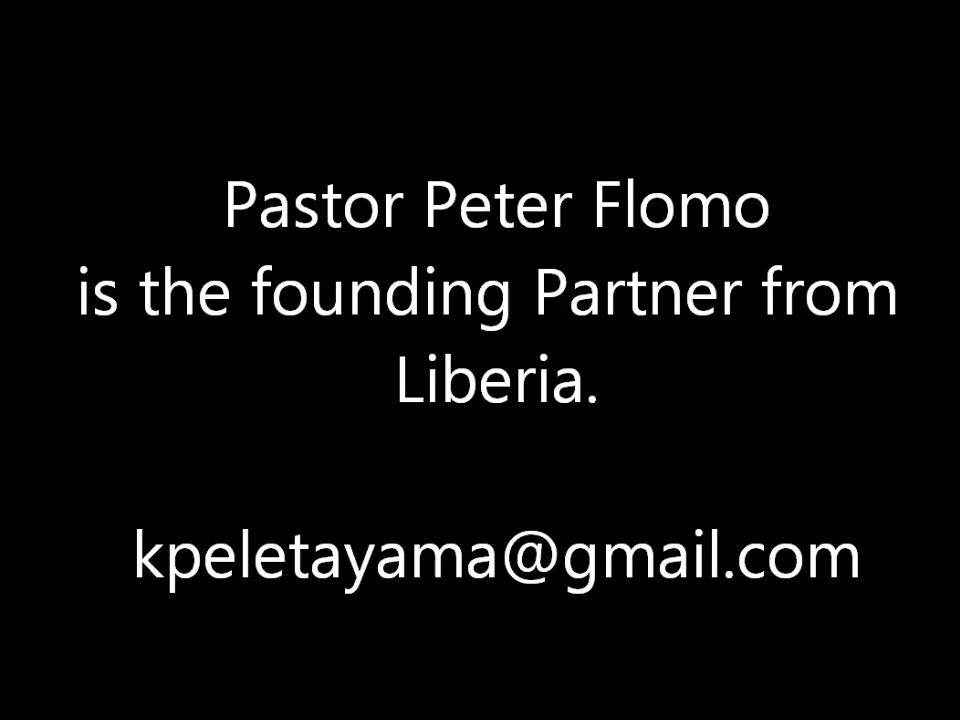 Pastor Peter Flomo
is the founding Partner from
Liberia.
kpeletayama@gmail.com